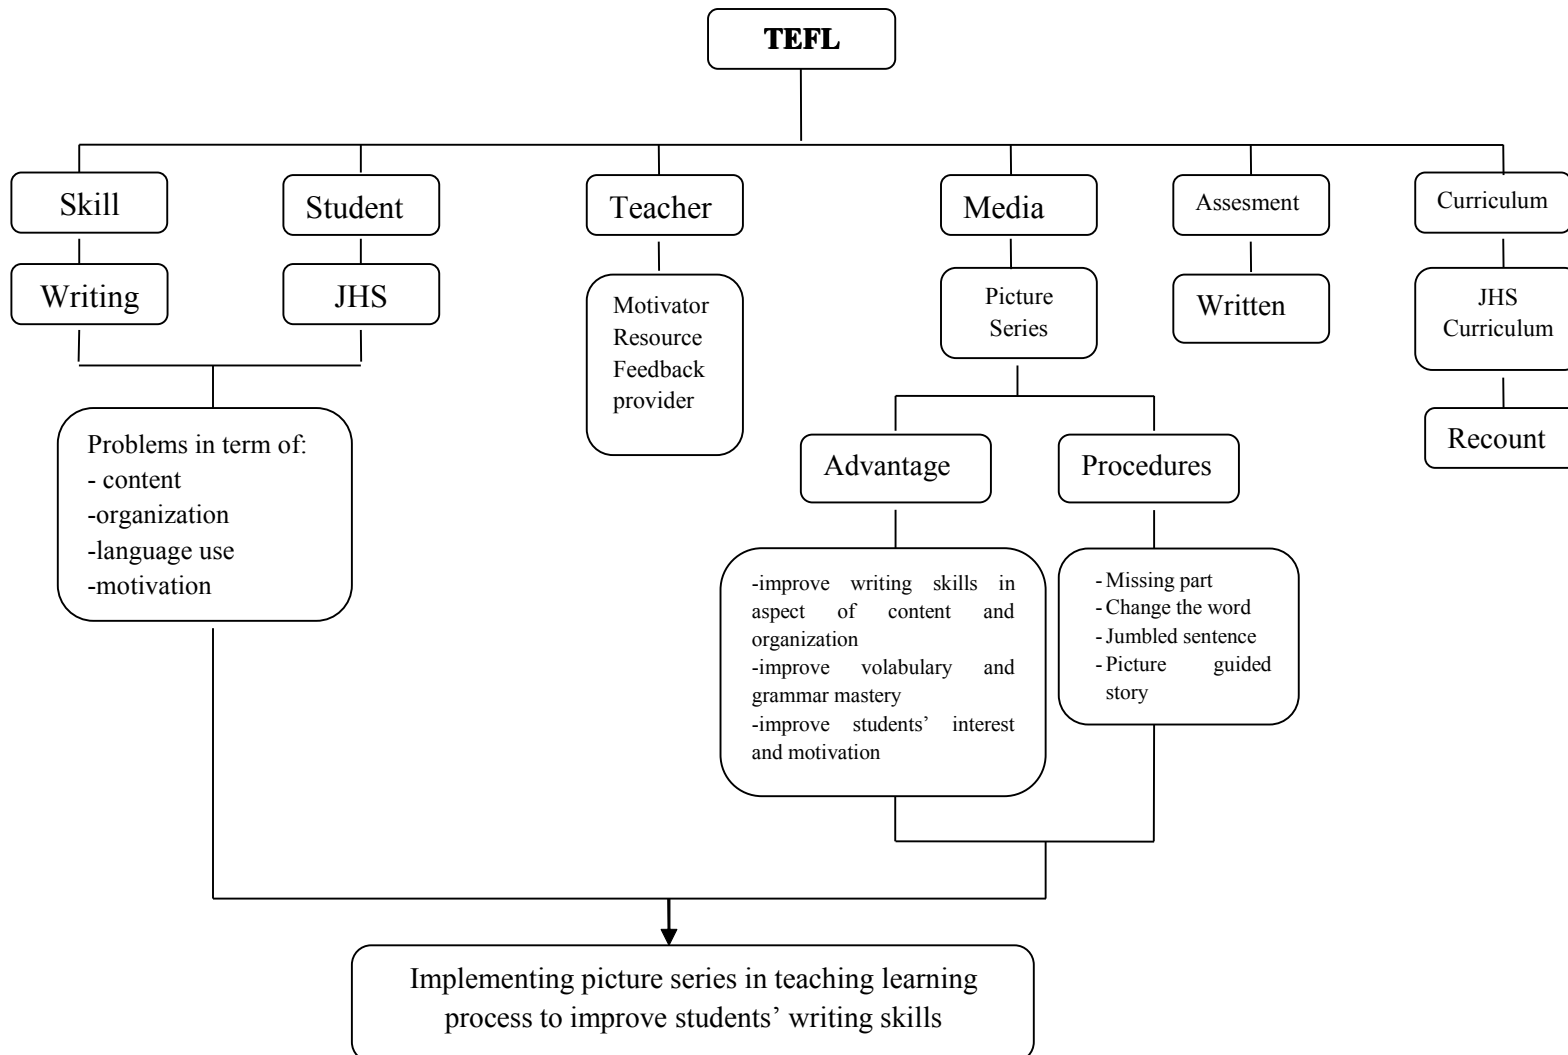 TEFL
Skill
Student
Teacher
Media
Assesment
Curriculum
Writing
JHS
Motivator
Resource
Feedback
provider
Picture
Series
Written
JHS
Curriculum
Problems in term of:
- content
-organization
-language use
-motivation
Advantage
Procedures
Recount
-improve writing skills in
aspect of content and
organization
-improve volabulary and
grammar mastery
-improve students’ interest
and motivation
- Missing part
- Change the word
- Jumbled sentence
- Picture guided
story
Implementing picture series in teaching learning
process to improve students’ writing skills